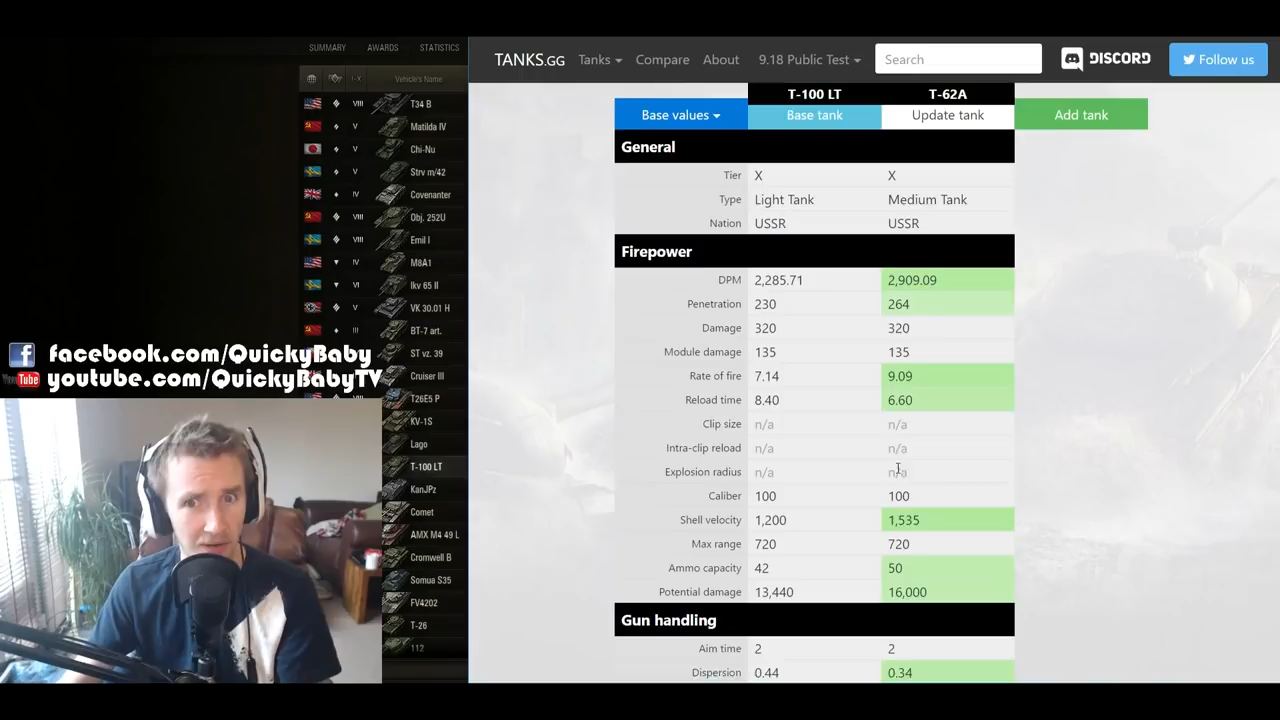 SUMMARY AWARDS STATISTICS
I-X Vehicle's Name
VIII T34 B
V Matilda IV
V Chi-Nu
V Strv m/42
IV Covenanter
VIII Obj. 252U
VIII Emil I
IV M8A1
VI Ikv 65 II
V VK 30.01 H
III BT-7 art.
ST vz. 39
Cruiser III
T26E5 P
KV-1S
Lago
T-100 LT
KanJPz
Comet
AMX M4 49 L
Cromwell B
Somua S35
FV4202
T-26
112
facebook.com/QuickyBaby
YouTube youtube.com/QuickyBabyTV
TANKS.GG Tanks Compare About 9.18 Public Test Search DISCORD Follow us
T-100 LT T-62A
Base values Base tank Update tank Add tank
General
Tier X X
Type Light Tank Medium Tank
Nation USSR USSR
Firepower
DPM 2,285.71 2,909.09
Penetration 230 264
Damage 320 320
Module damage 135 135
Rate of fire 7.14 9.09
Reload time 8.40 6.60
Clip size n/a n/a
Intra-clip reload n/a n/a
Explosion radius n/a n/a
Caliber 100 100
Shell velocity 1,200 1,535
Max range 720 720
Ammo capacity 42 50
Potential damage 13,440 16,000
Gun handling
Aim time 2 2
Dispersion 0.44 0.34